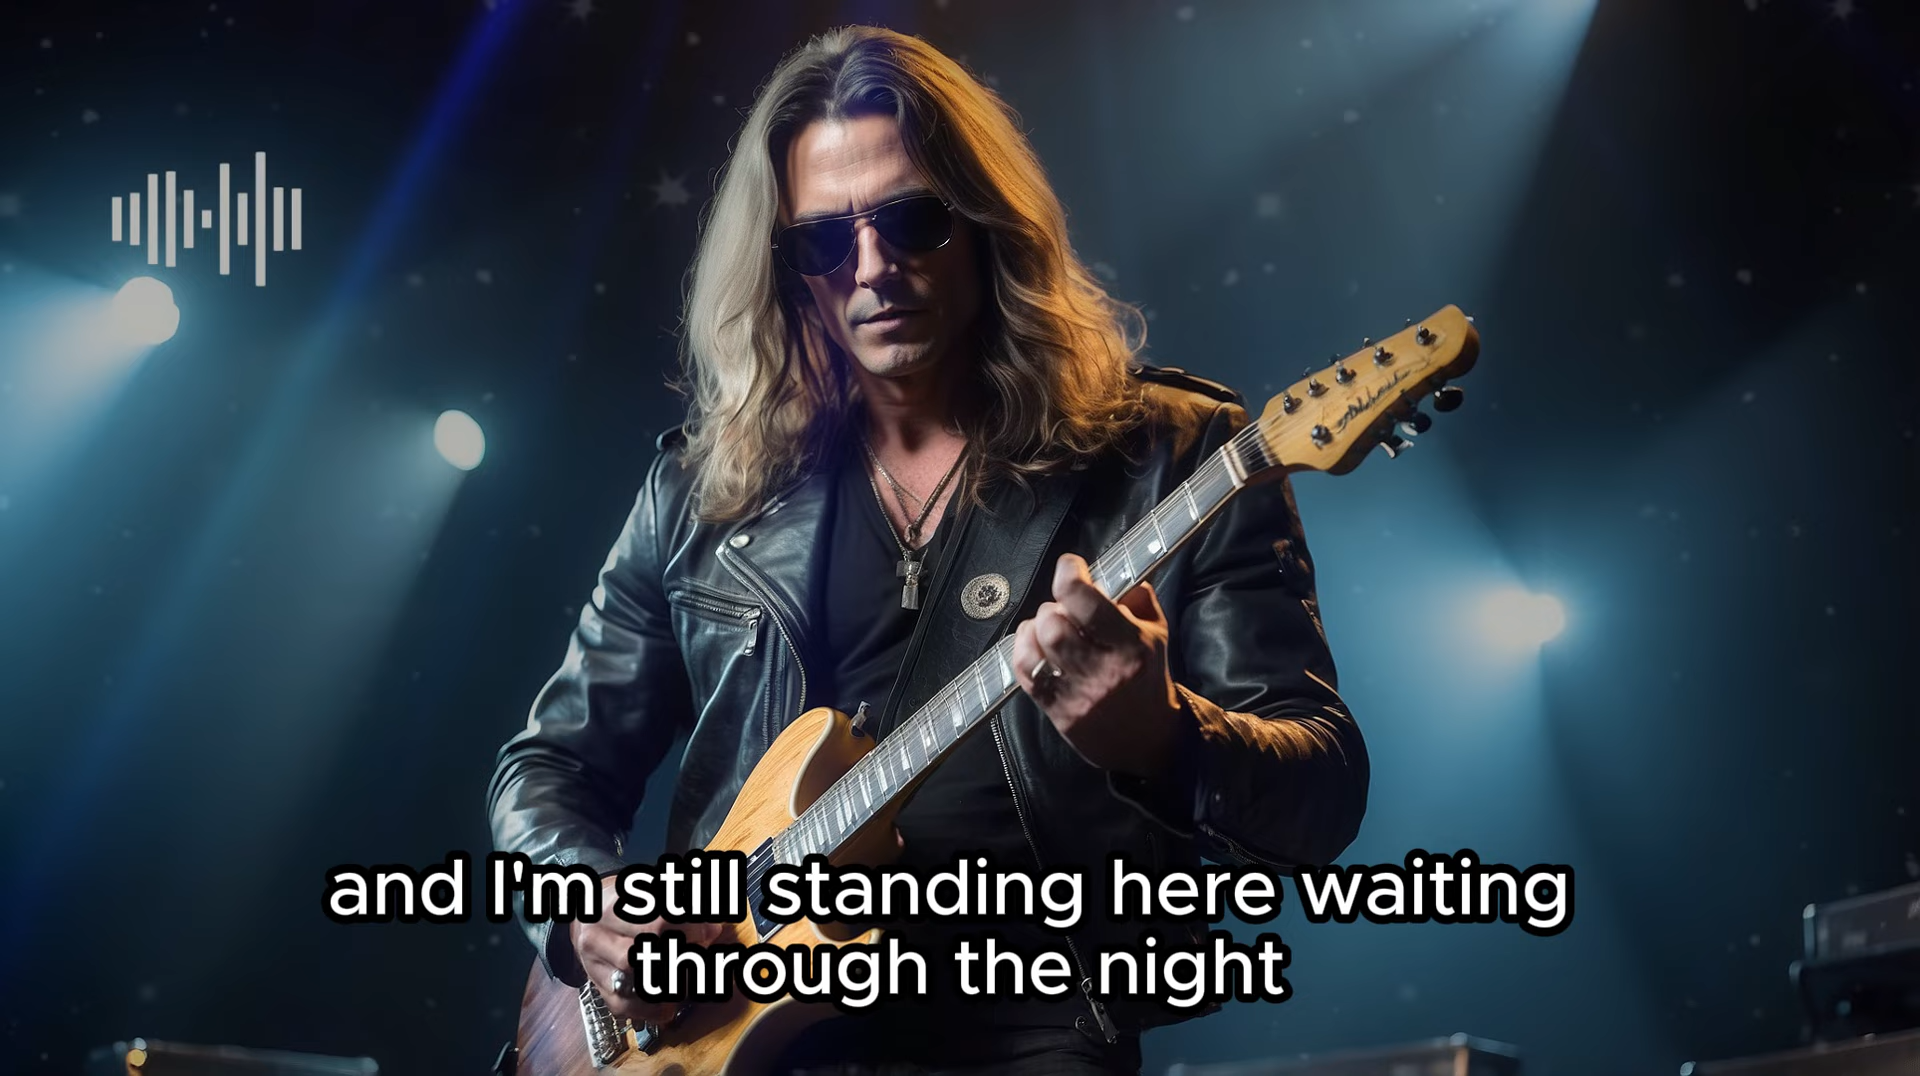 and I'm still standing here waiting
through the night